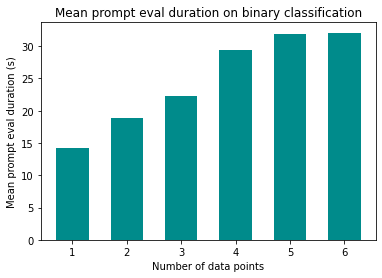 Mean prompt eval duration on binary classification
Mean prompt eval duration (s)
30
25
20
15
10
5
0
1 2 3 4 5 6
Number of data points